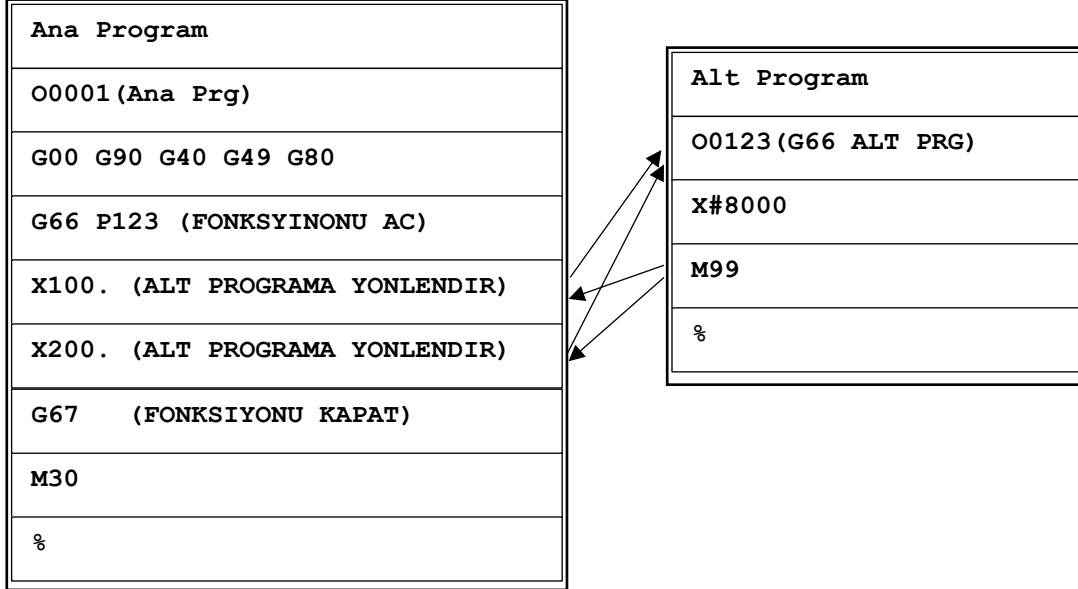 Ana Program
O0001(Ana Prg)
G00 G90 G40 G49 G80
G66 P123 (FONKSYINONU AC)
X100. (ALT PROGRAMA YONLENDIR)
X200. (ALT PROGRAMA YONLENDIR)
G67 (FONKSIYONU KAPAT)
M30
%
Alt Program
O0123(G66 ALT PRG)
X#8000
M99
%